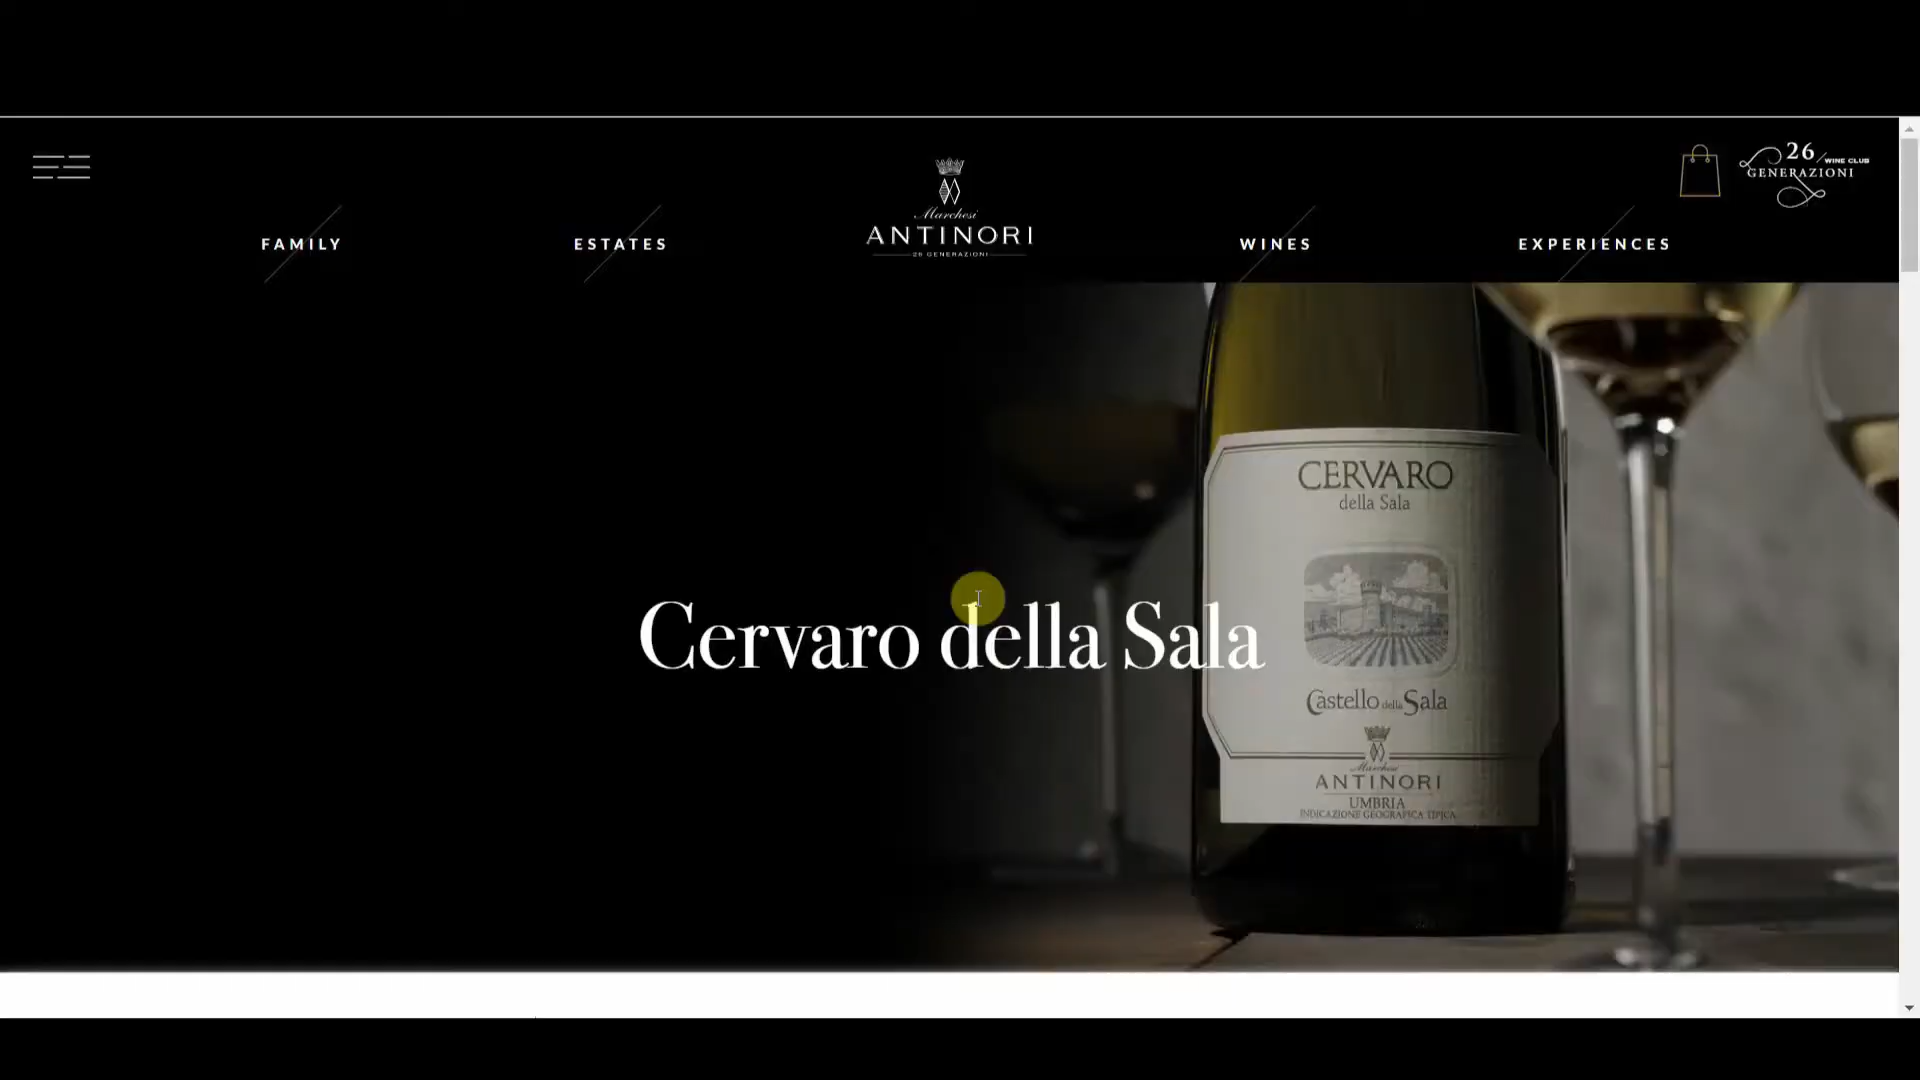 26 WINE CLUB
GENERAZIONI
Marchesi
ANTINORI
26 GENERAZIONI
FAMILY
ESTATES
WINES
EXPERIENCES
CERVARO
della Sala
Cervaro della Sala
Castello della Sala
Marchesi
ANTINORI
UMBRIA
INDICAZIONE GEOGRAFICA TIPICA